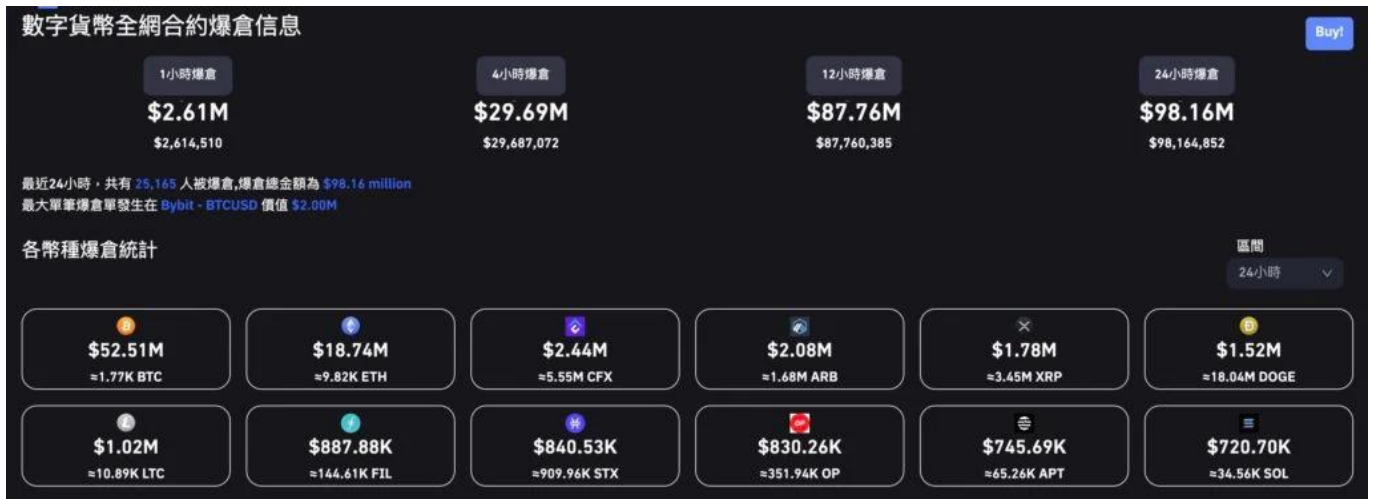 數字貨幣全網合約爆倉信息
Buy!
1小時爆倉
4小時爆倉
12小時爆倉
24小時爆倉
$2.61M
$29.69M
$87.76M
$98.16M
$2,614,510
$29,687,072
$87,760,385
$98,164,852
最近24小時,共有 25,165 人被爆倉,爆倉總金額為 $98.16 million
最大單筆爆倉單發生在 Bybit - BTCUSD 價值 $2.00M
各幣種爆倉統計
區間
24小時
$52.51M
≈1.77K BTC
$18.74M
≈9.82K ETH
$2.44M
≈5.55M CFX
$2.08M
≈1.68M ARB
$1.78M
≈3.45M XRP
$1.52M
≈18.04M DOGE
$1.02M
≈10.89K LTC
$887.88K
≈144.61K FIL
$840.53K
≈909.96K STX
OP
$830.26K
≈351.94K OP
$745.69K
≈65.26K APT
$720.70K
≈34.56K SOL